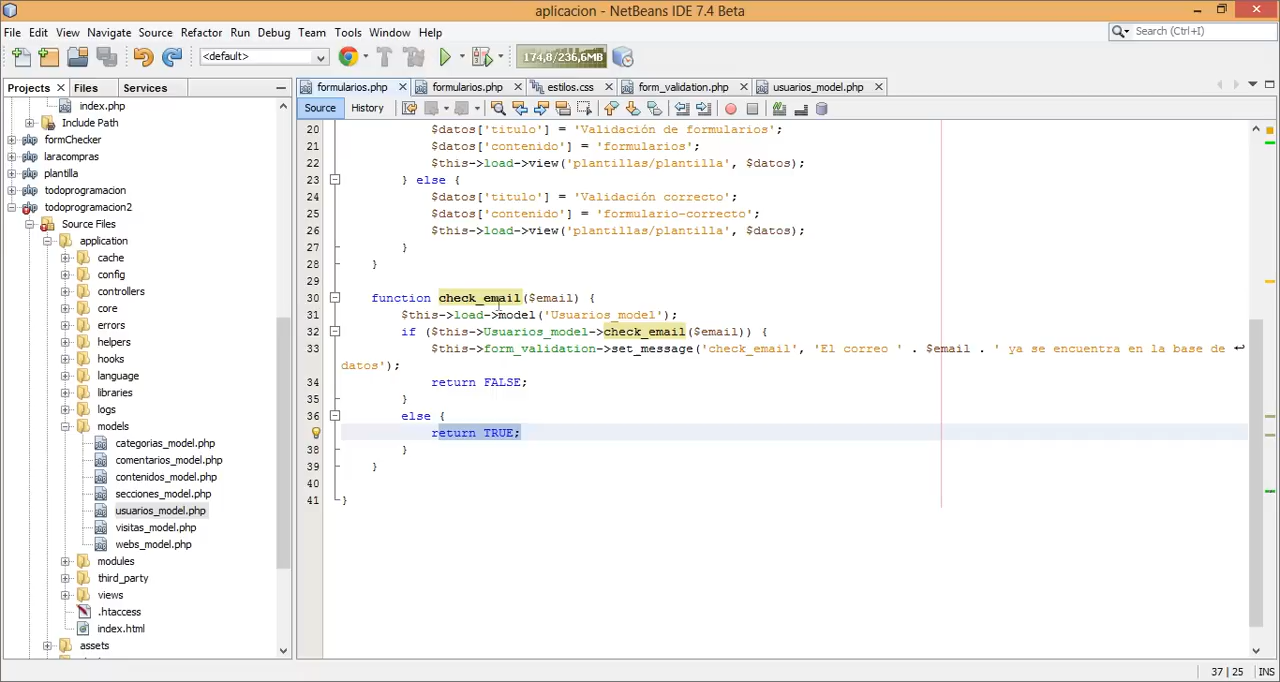 aplicacion - NetBeans IDE 7.4 Beta
File Edit View Navigate Source Refactor Run Debug Team Tools Window Help
Search (Ctrl+I)
<default>
174,8/236,6MB
Projects Files Services
formularios.php formularios.php estilos.css form_validation.php usuarios_model.php
Source History
index.php
Include Path
formChecker
laracompras
plantilla
todoprogramacion
todoprogramacion2
Source Files
application
cache
config
controllers
core
errors
helpers
hooks
language
libraries
logs
models
categorias_model.php
comentarios_model.php
contenidos_model.php
secciones_model.php
usuarios_model.php
visitas_model.php
webs_model.php
modules
third_party
views
.htaccess
index.html
assets
20 $datos['titulo'] = 'Validación de formularios';
21 $datos['contenido'] = 'formularios';
22 $this->load->view('plantillas/plantilla', $datos);
23 } else {
24 $datos['titulo'] = 'Validación correcto';
25 $datos['contenido'] = 'formulario-correcto';
26 $this->load->view('plantillas/plantilla', $datos);
27 }
28 }
29
30 function check_email($email) {
31 $this->load->model('Usuarios_model');
32 if ($this->Usuarios_model->check_email($email)) {
33 $this->form_validation->set_message('check_email', 'El correo ' . $email . ' ya se encuentra en la base de
datos');
34 return FALSE;
35 }
36 else {
return TRUE;
38 }
39 }
40
41 }
37 | 25 INS